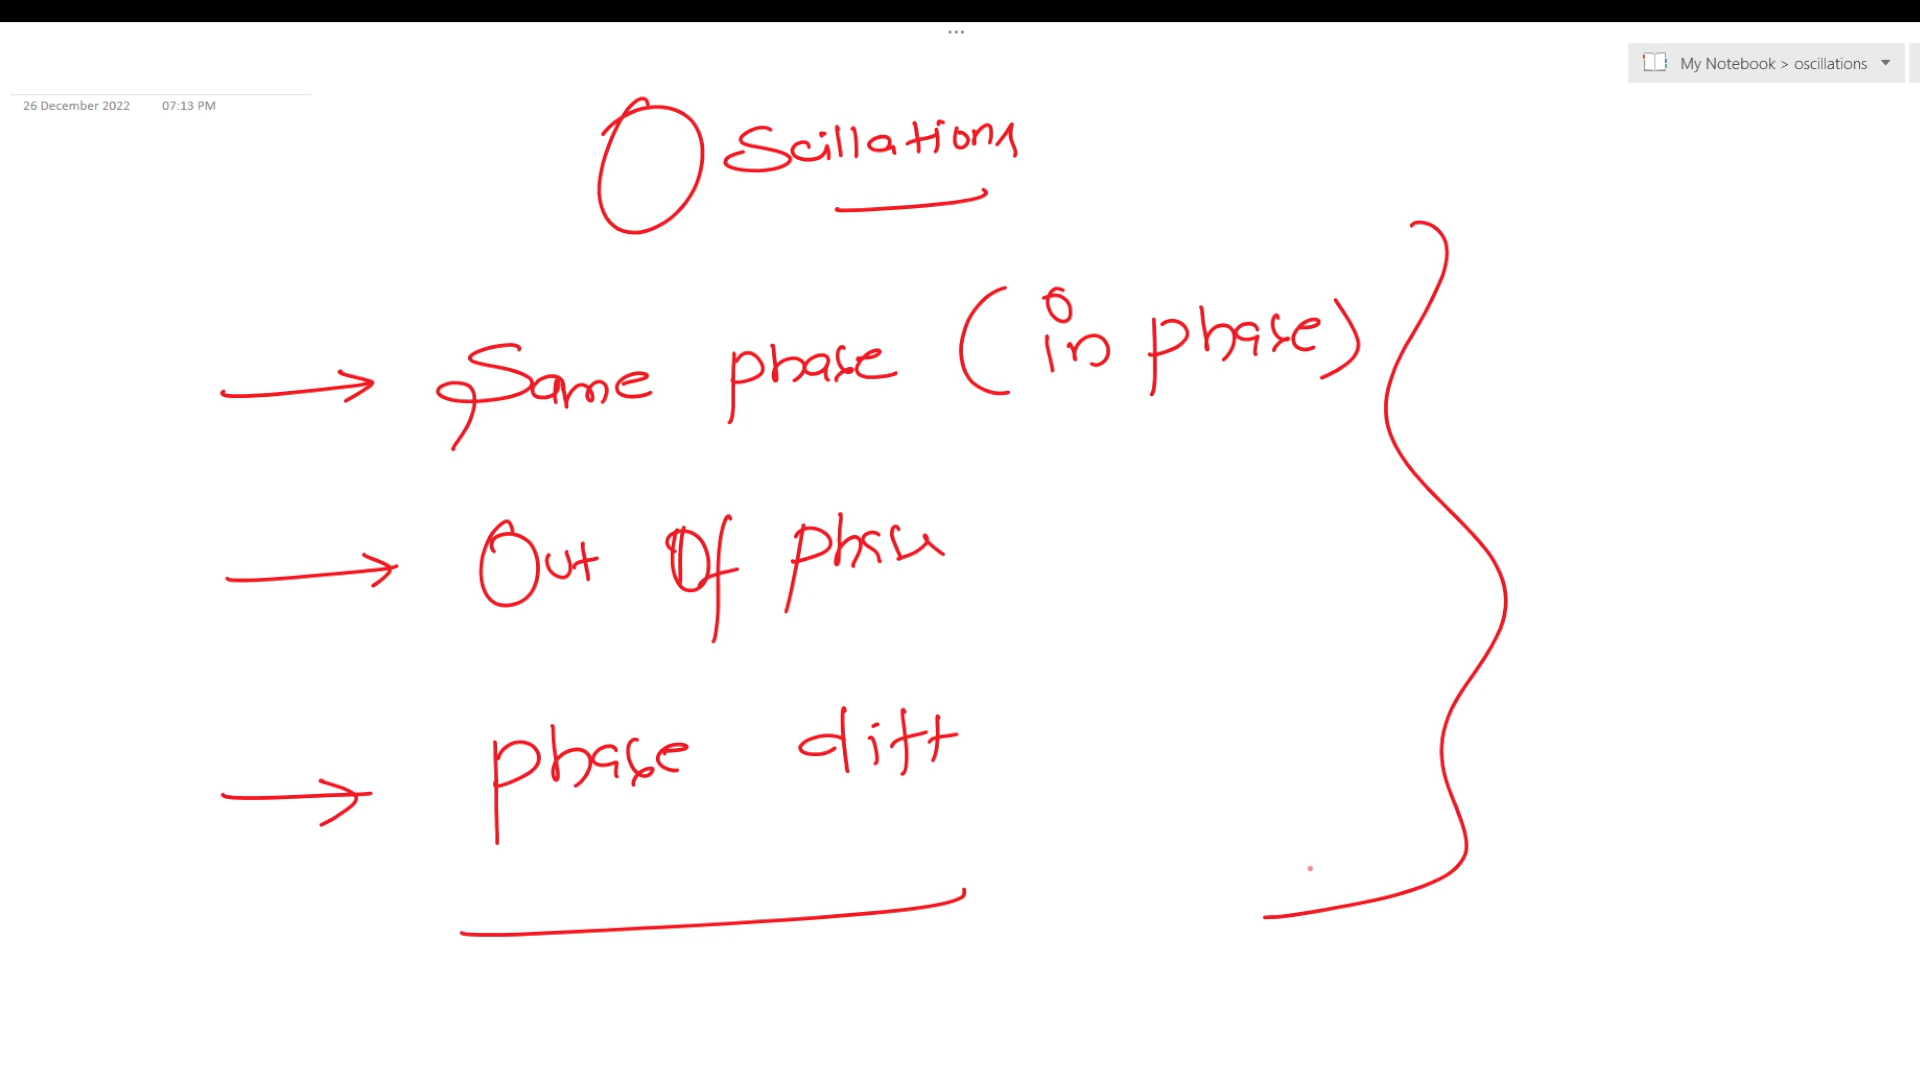 My Notebook > oscillations
26 December 2022 07:13 PM
Oscillations
→ Same phase (in phase)
→ Out Of phase
→ phase diff